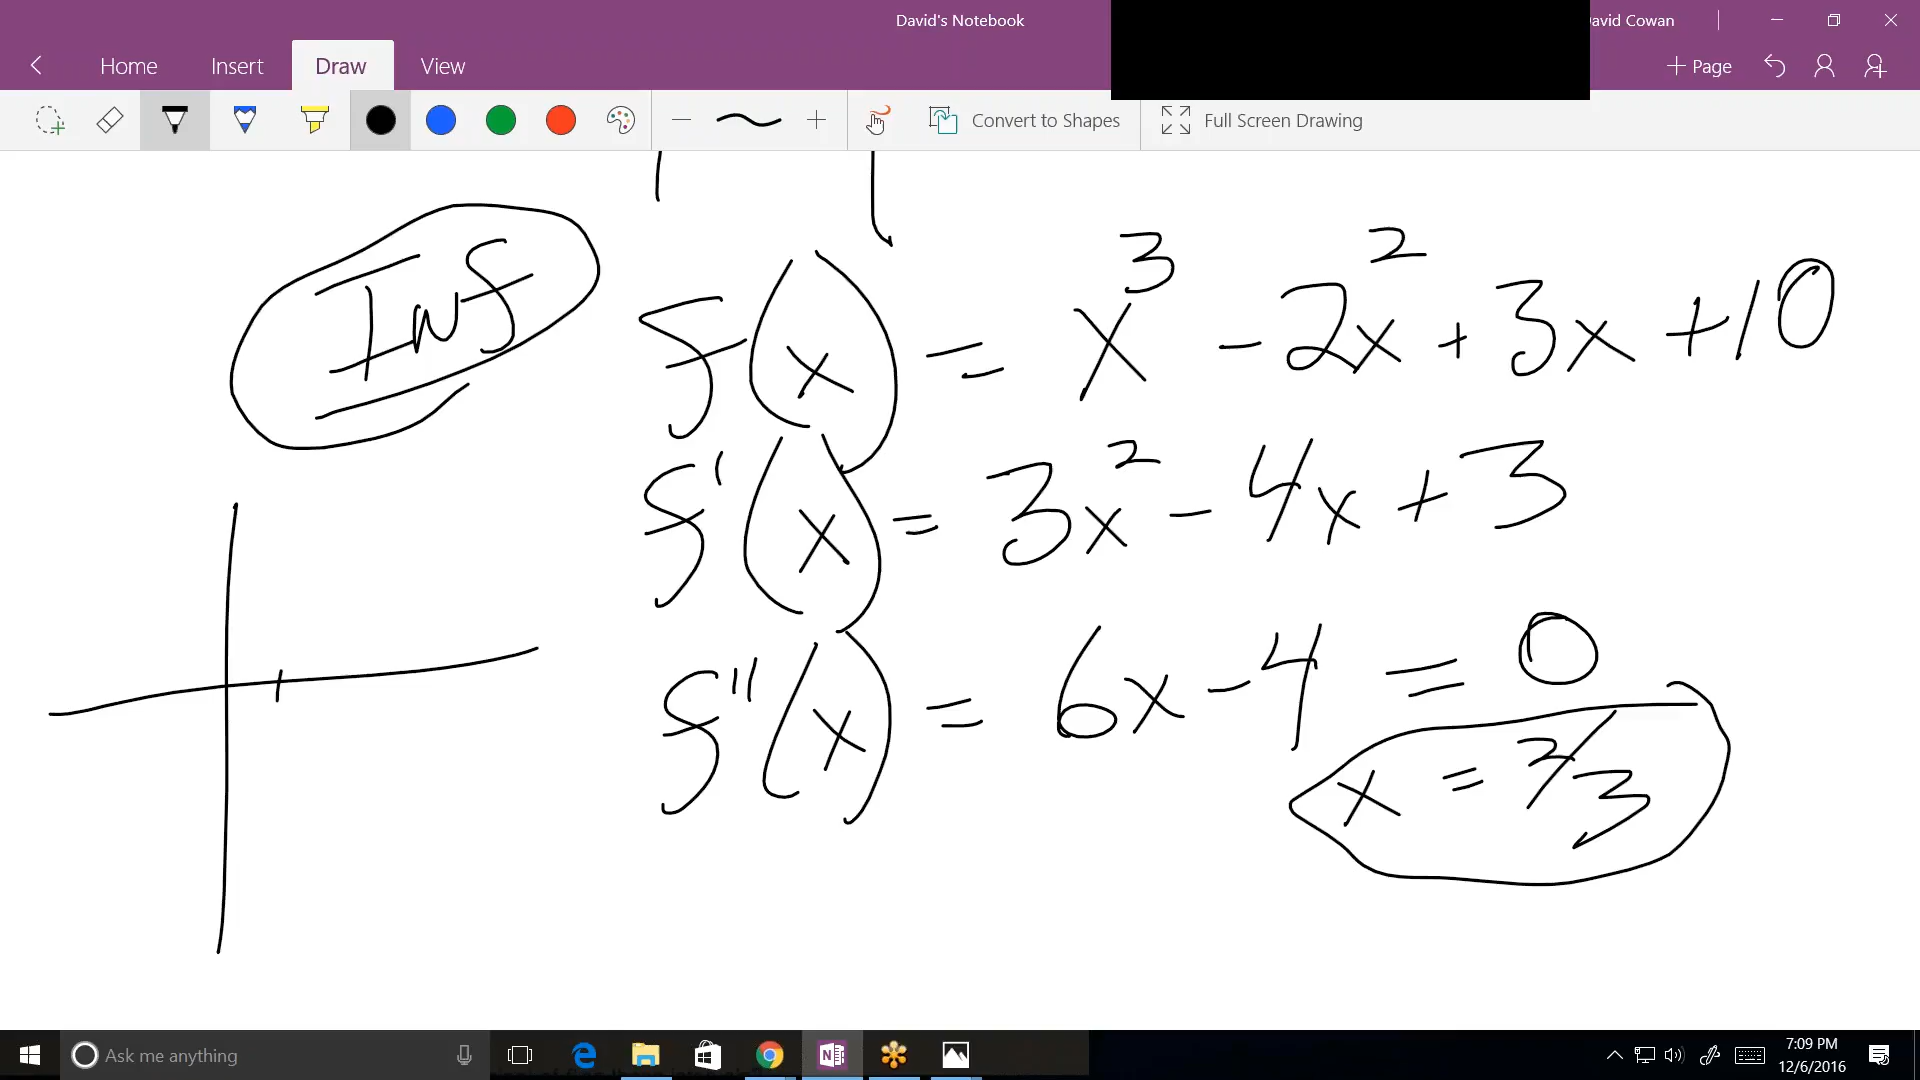 David's Notebook
avid Cowan
Home Insert Draw View
Page
Convert to Shapes Full Screen Drawing
Inf
f(x) = x³ - 2x² + 3x + 10
f'(x) = 3x² - 4x + 3
f''(x) = 6x - 4 = 0
x = 2/3
Ask me anything
N
7:09 PM
12/6/2016